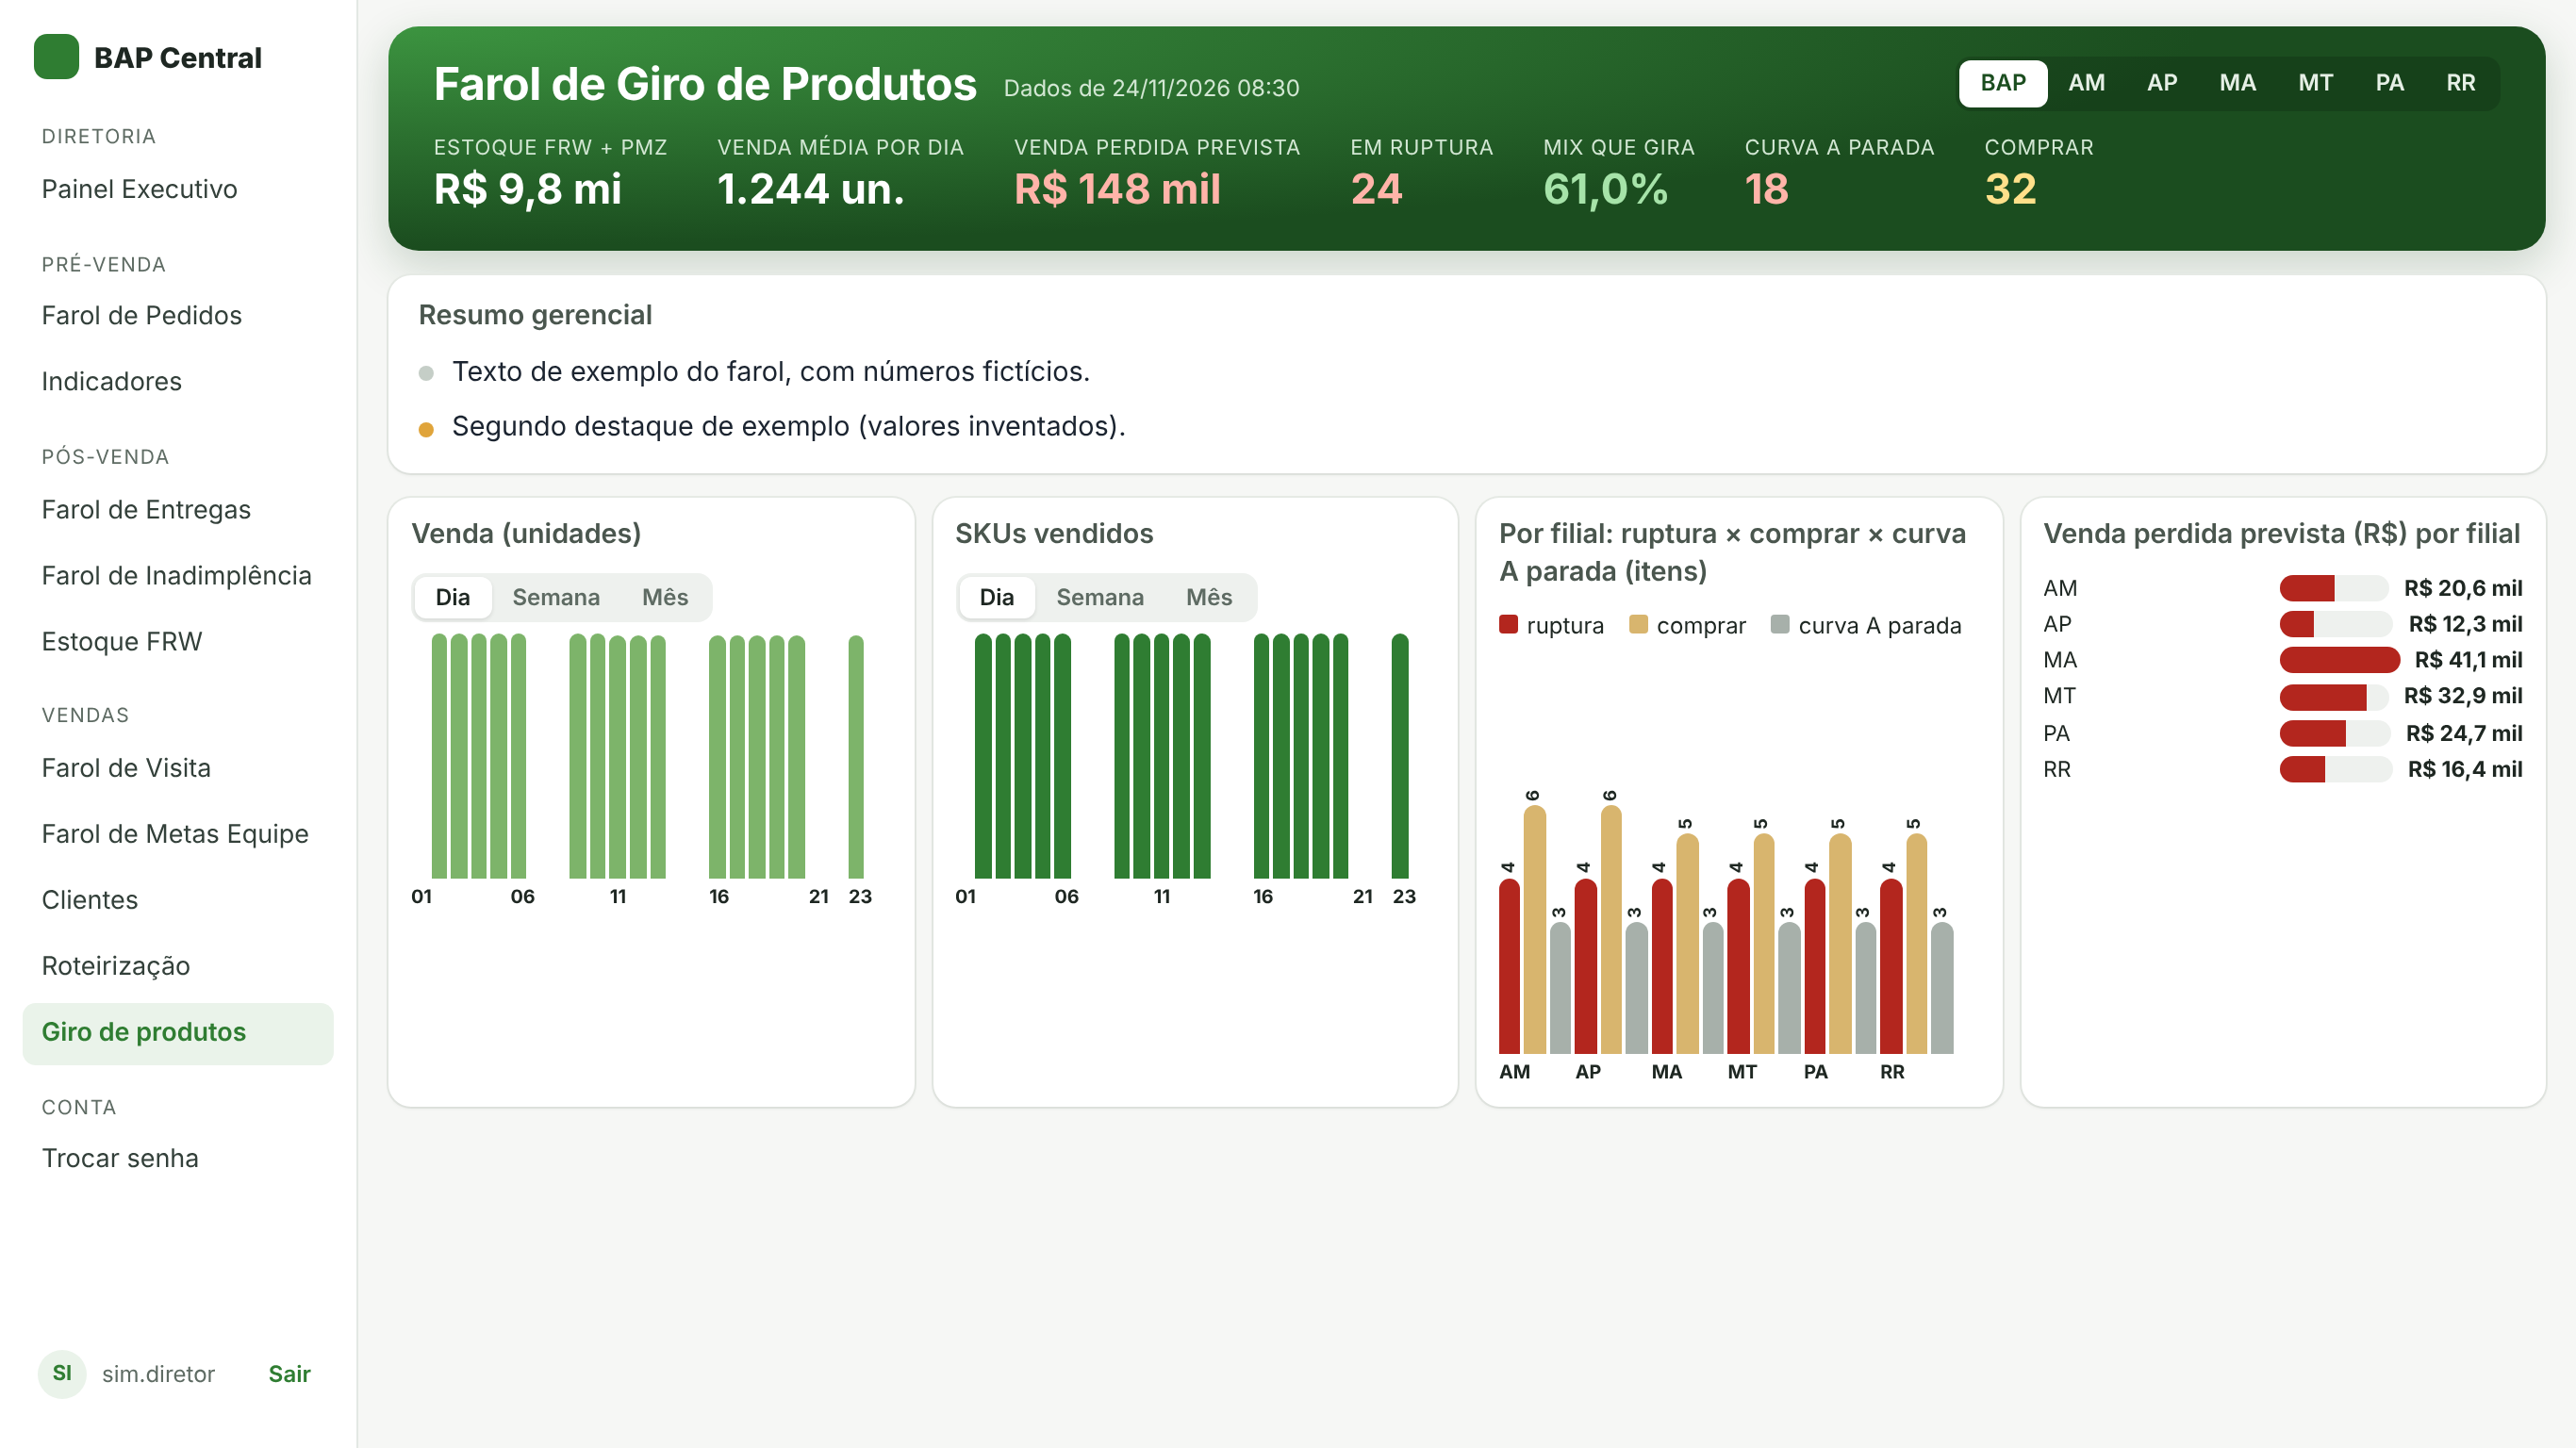 BAP Central
DIRETORIA
Painel Executivo
PRÉ-VENDA
Farol de Pedidos
Indicadores
PÓS-VENDA
Farol de Entregas
Farol de Inadimplência
Estoque FRW
VENDAS
Farol de Visita
Farol de Metas Equipe
Clientes
Roteirização
Giro de produtos
CONTA
Trocar senha
SI sim.diretor Sair
Farol de Giro de Produtos Dados de 24/11/2026 08:30
BAP AM AP MA MT PA RR
ESTOQUE FRW + PMZ VENDA MÉDIA POR DIA VENDA PERDIDA PREVISTA EM RUPTURA MIX QUE GIRA CURVA A PARADA COMPRAR
R$ 9,8 mi 1.244 un. R$ 148 mil 24 61,0% 18 32
Resumo gerencial
Texto de exemplo do farol, com números fictícios.
Segundo destaque de exemplo (valores inventados).
Venda (unidades)
Dia Semana Mês
01 06 11 16 21 23
SKUs vendidos
Dia Semana Mês
01 06 11 16 21 23
Por filial: ruptura × comprar × curva
A parada (itens)
ruptura comprar curva A parada
4 6 3 4 6 3 4 5 3 4 5 3 4 5 3 4 5 3
AM AP MA MT PA RR
Venda perdida prevista (R$) por filial
AM R$ 20,6 mil
AP R$ 12,3 mil
MA R$ 41,1 mil
MT R$ 32,9 mil
PA R$ 24,7 mil
RR R$ 16,4 mil